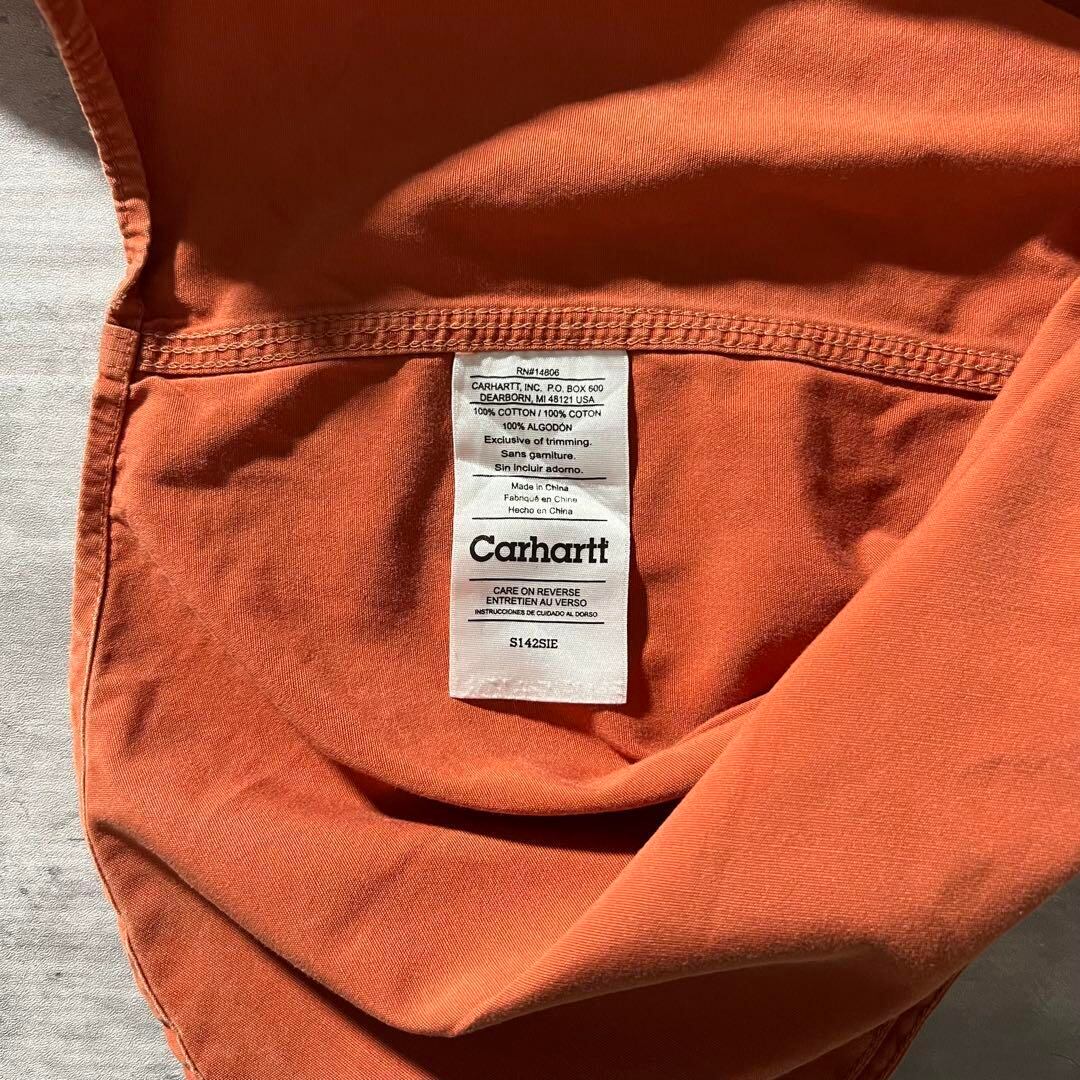 RN#14806
CARHARTT, INC. P.O. BOX 600
DEARBORN, MI 48121 USA
100% COTTON / 100% COTON
100% ALGODÓN
Exclusive of trimming.
Sans garniture.
Sin incluir adorno.
Made in China
Fabriqué en Chine
Hecho en China
Carhartt
CARE ON REVERSE
ENTRETIEN AU VERSO
INSTRUCCIONES DE CUIDADO AL DORSO
S142SIE